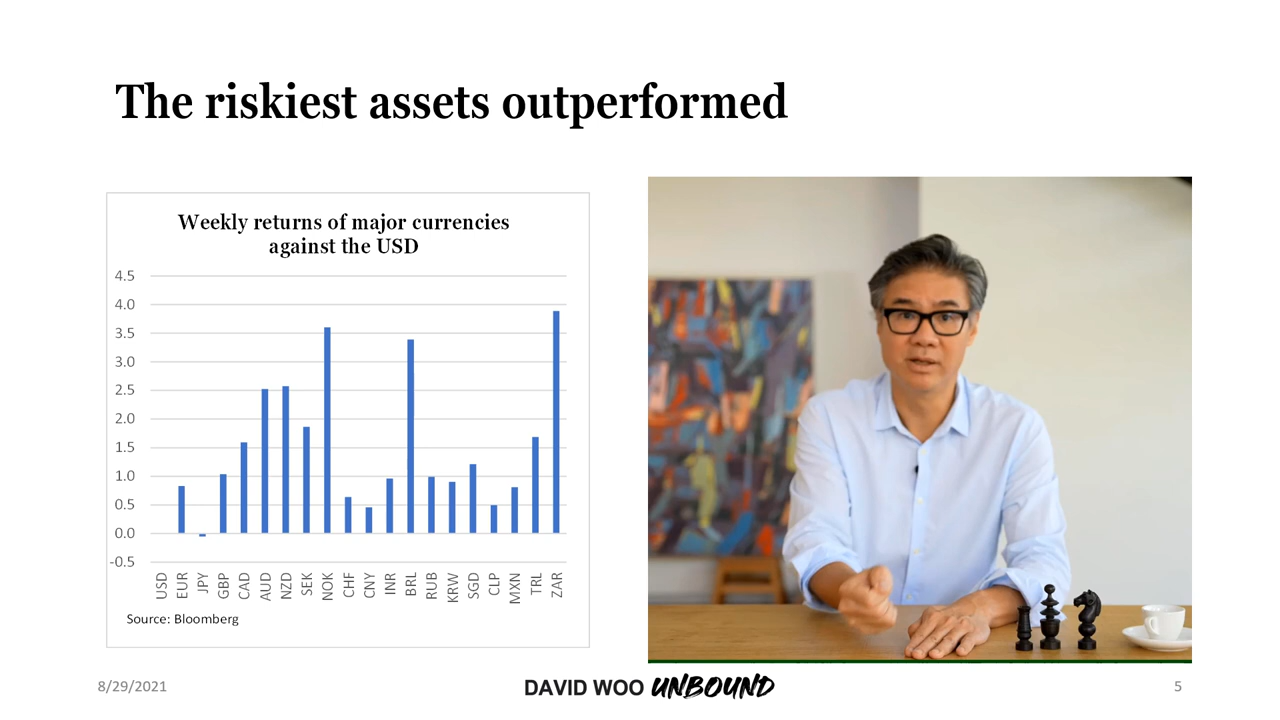 The riskiest assets outperformed
Weekly returns of major currencies
against the USD
4.5
4.0
3.5
3.0
2.5
2.0
1.5
1.0
0.5
0.0
-0.5
USD
EUR
JPY
GBP
CAD
AUD
NZD
SEK
NOK
CHF
CNY
INR
BRL
RUB
KRW
SGD
CLP
MXN
TRL
ZAR
Source: Bloomberg
8/29/2021
DAVID WOO UNBOUND
5